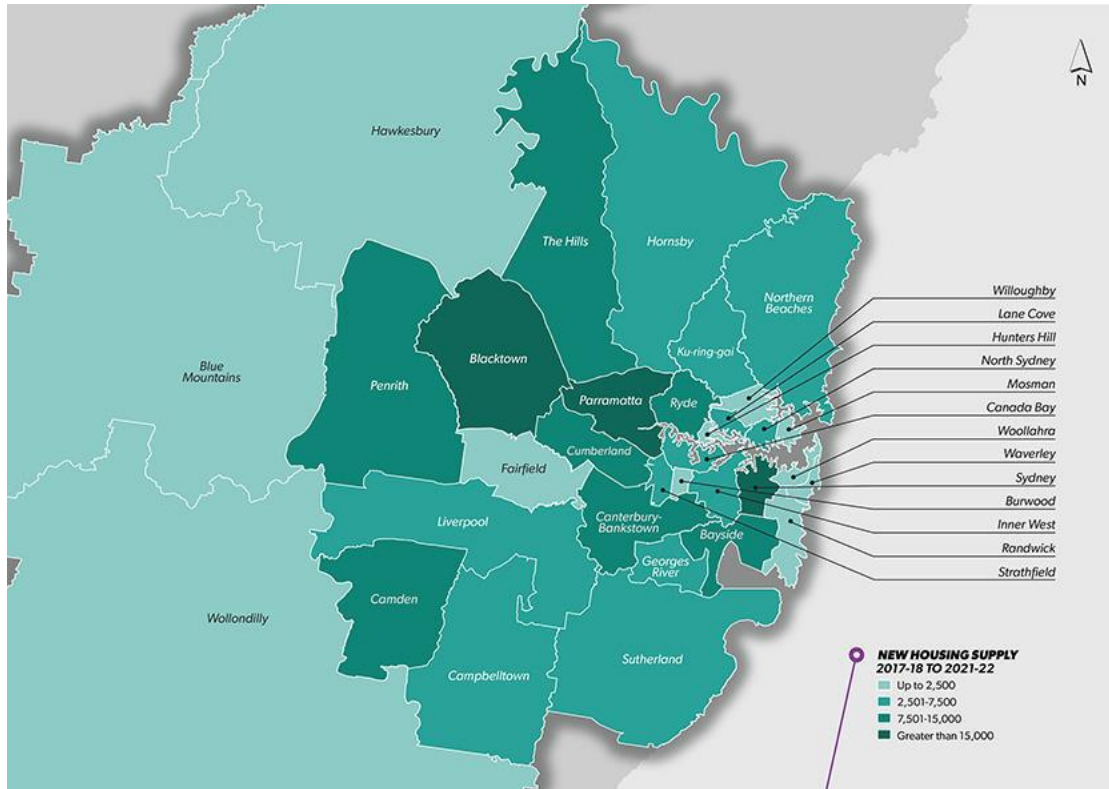 N
Hawkesbury
The Hills
Hornsby
Northern
Beaches
Willoughby
Lane Cove
Hunters Hill
North Sydney
Mosman
Canada Bay
Woollahra
Waverley
Sydney
Burwood
Inner West
Randwick
Strathfield
Ku-ring-gai
Blacktown
Blue
Mountains
Penrith
Parramatta
Ryde
Cumberland
Fairfield
Liverpool
Canterbury-
Bankstown
Bayside
Georges
River
Camden
Wollondilly
Campbelltown
Sutherland
NEW HOUSING SUPPLY
2017-18 TO 2021-22
Up to 2,500
2,501-7,500
7,501-15,000
Greater than 15,000